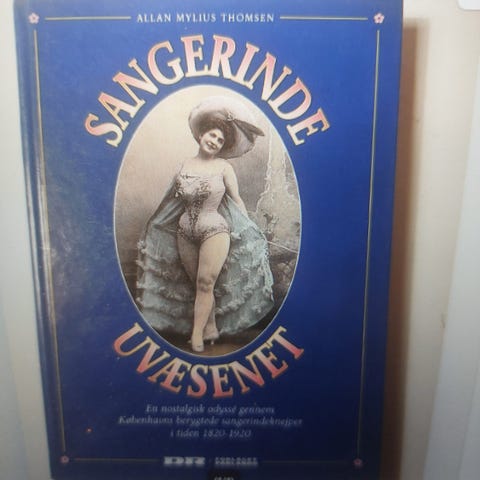 ALLAN MYLIUS THOMSEN
SANGERINDE
UVÆSENET
En nostalgisk odyssé gennem
Københavns berygtede sangerindeknejper
i tiden 1820-1920
DR